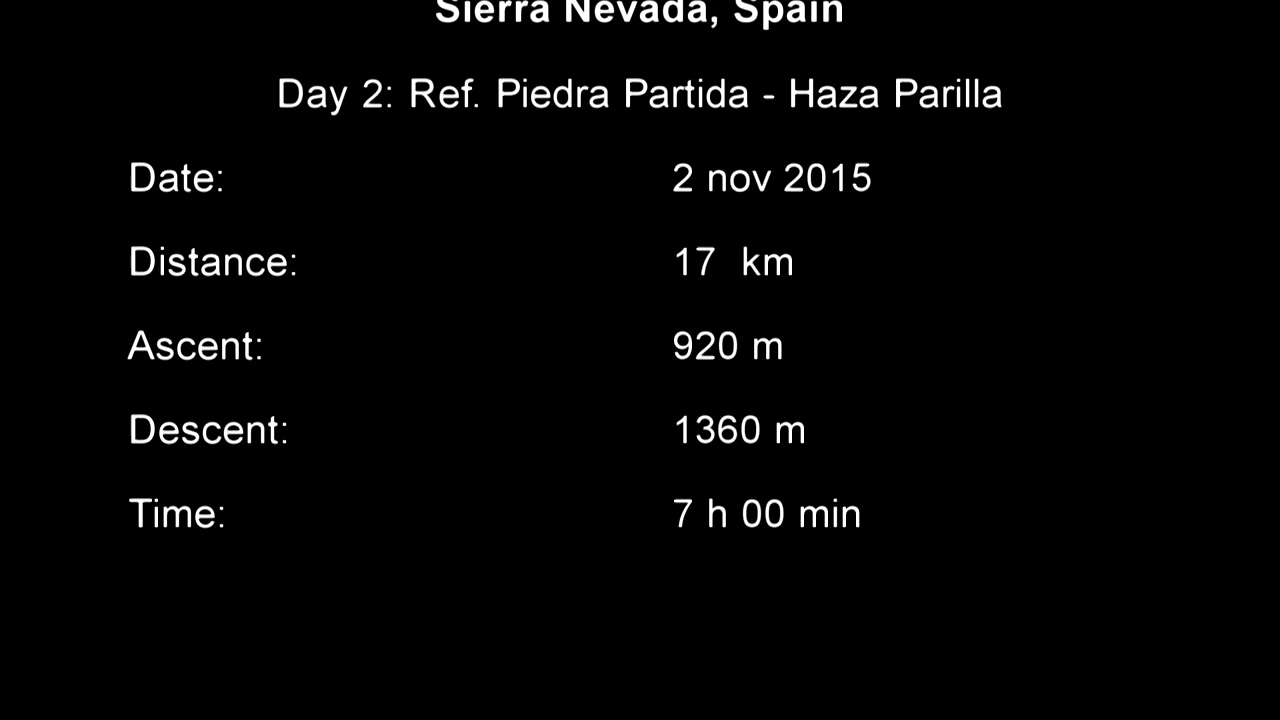 Sierra Nevada, Spain
Day 2: Ref. Piedra Partida - Haza Parilla
Date: 2 nov 2015
Distance: 17 km
Ascent: 920 m
Descent: 1360 m
Time: 7 h 00 min